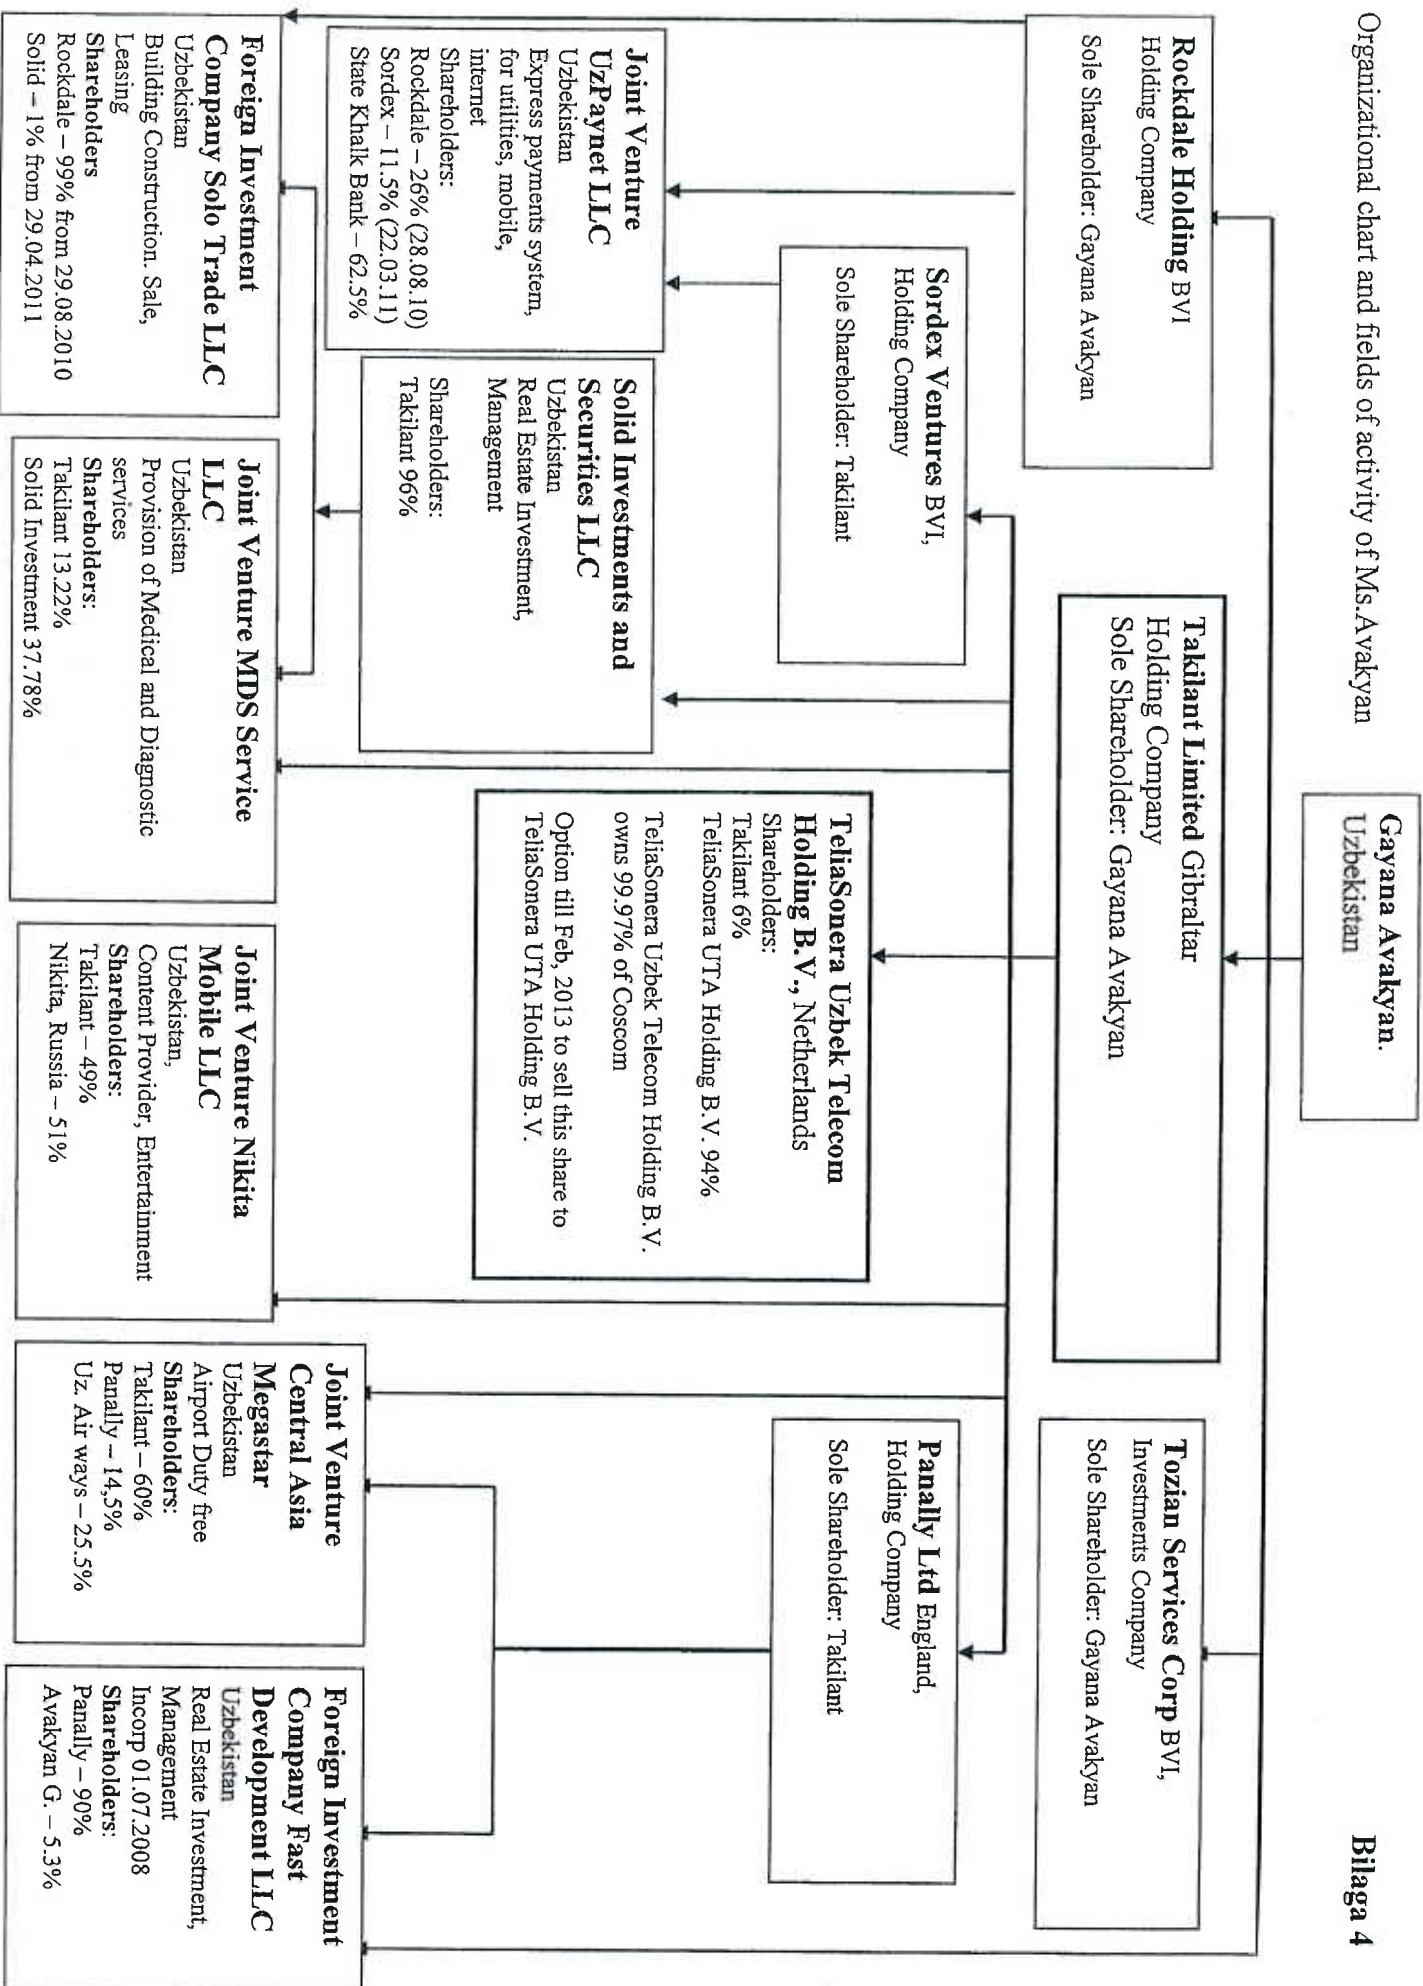 Organizational chart and fields of activity of Ms.Avakyan
Bilaga 4
Gayana Avakyan.
Uzbekistan
Rockdale Holding BVI
Holding Company
Sole Shareholder: Gayana Avakyan
Takilant Limited Gibraltar
Holding Company
Sole Shareholder: Gayana Avakyan
Tozian Services Corp BVI,
Investments Company
Sole Shareholder: Gayana Avakyan
Sordex Ventures BVI,
Holding Company
Sole Shareholder: Takilant
Panally Ltd England,
Holding Company
Sole Shareholder: Takilant
TeliaSonera Uzbek Telecom
Holding B.V., Netherlands
Shareholders:
Takilant 6%
TeliaSonera UTA Holding B.V. 94%
TeliaSonera Uzbek Telecom Holding B.V.
owns 99.97% of Coscom
Option till Feb, 2013 to sell this share to
TeliaSonera UTA Holding B.V.
Joint Venture
UzPaynet LLC
Uzbekistan
Express payments system,
for utilities, mobile,
internet
Shareholders:
Rockdale – 26% (28.08.10)
Sordex – 11.5% (22.03.11)
State Khalk Bank – 62.5%
Solid Investments and
Securities LLC
Uzbekistan
Real Estate Investment,
Management
Shareholders:
Takilant 96%
Foreign Investment
Company Solo Trade LLC
Uzbekistan
Building Construction. Sale,
Leasing
Shareholders
Rockdale – 99% from 29.08.2010
Solid – 1% from 29.04.2011
Joint Venture MDS Service
LLC
Uzbekistan
Provision of Medical and Diagnostic
services
Shareholders:
Takilant 13.22%
Solid Investment 37.78%
Joint Venture Nikita
Mobile LLC
Uzbekistan,
Content Provider, Entertainment
Shareholders:
Takilant – 49%
Nikita, Russia – 51%
Joint Venture
Central Asia
Megastar
Uzbekistan
Airport Duty free
Shareholders:
Takilant – 60%
Panally – 14,5%
Uz. Air ways – 25.5%
Foreign Investment
Company Fast
Development LLC
Uzbekistan
Real Estate Investment,
Management
Incorp 01.07.2008
Shareholders:
Panally – 90%
Avakyan G. – 5.3%